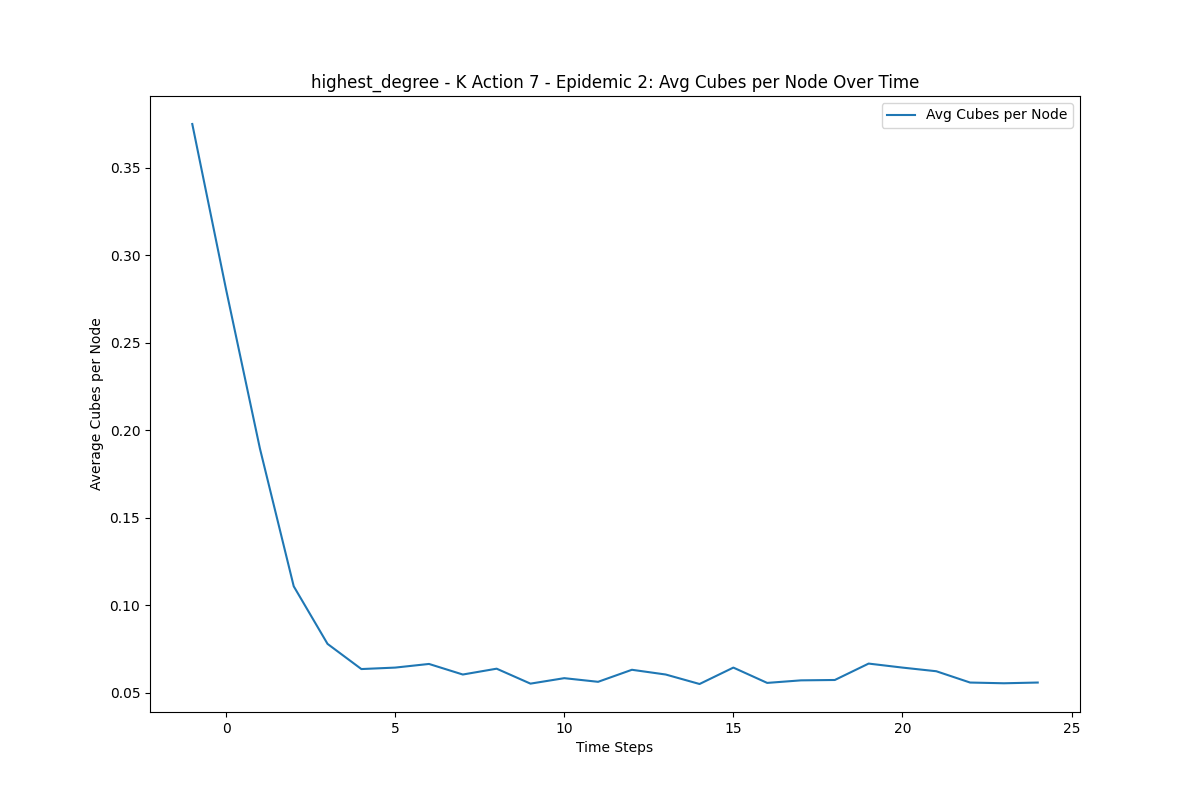 highest_degree - K Action 7 - Epidemic 2: Avg Cubes per Node Over Time
Avg Cubes per Node
Average Cubes per Node
0.35
0.30
0.25
0.20
0.15
0.10
0.05
0 5 10 15 20 25
Time Steps